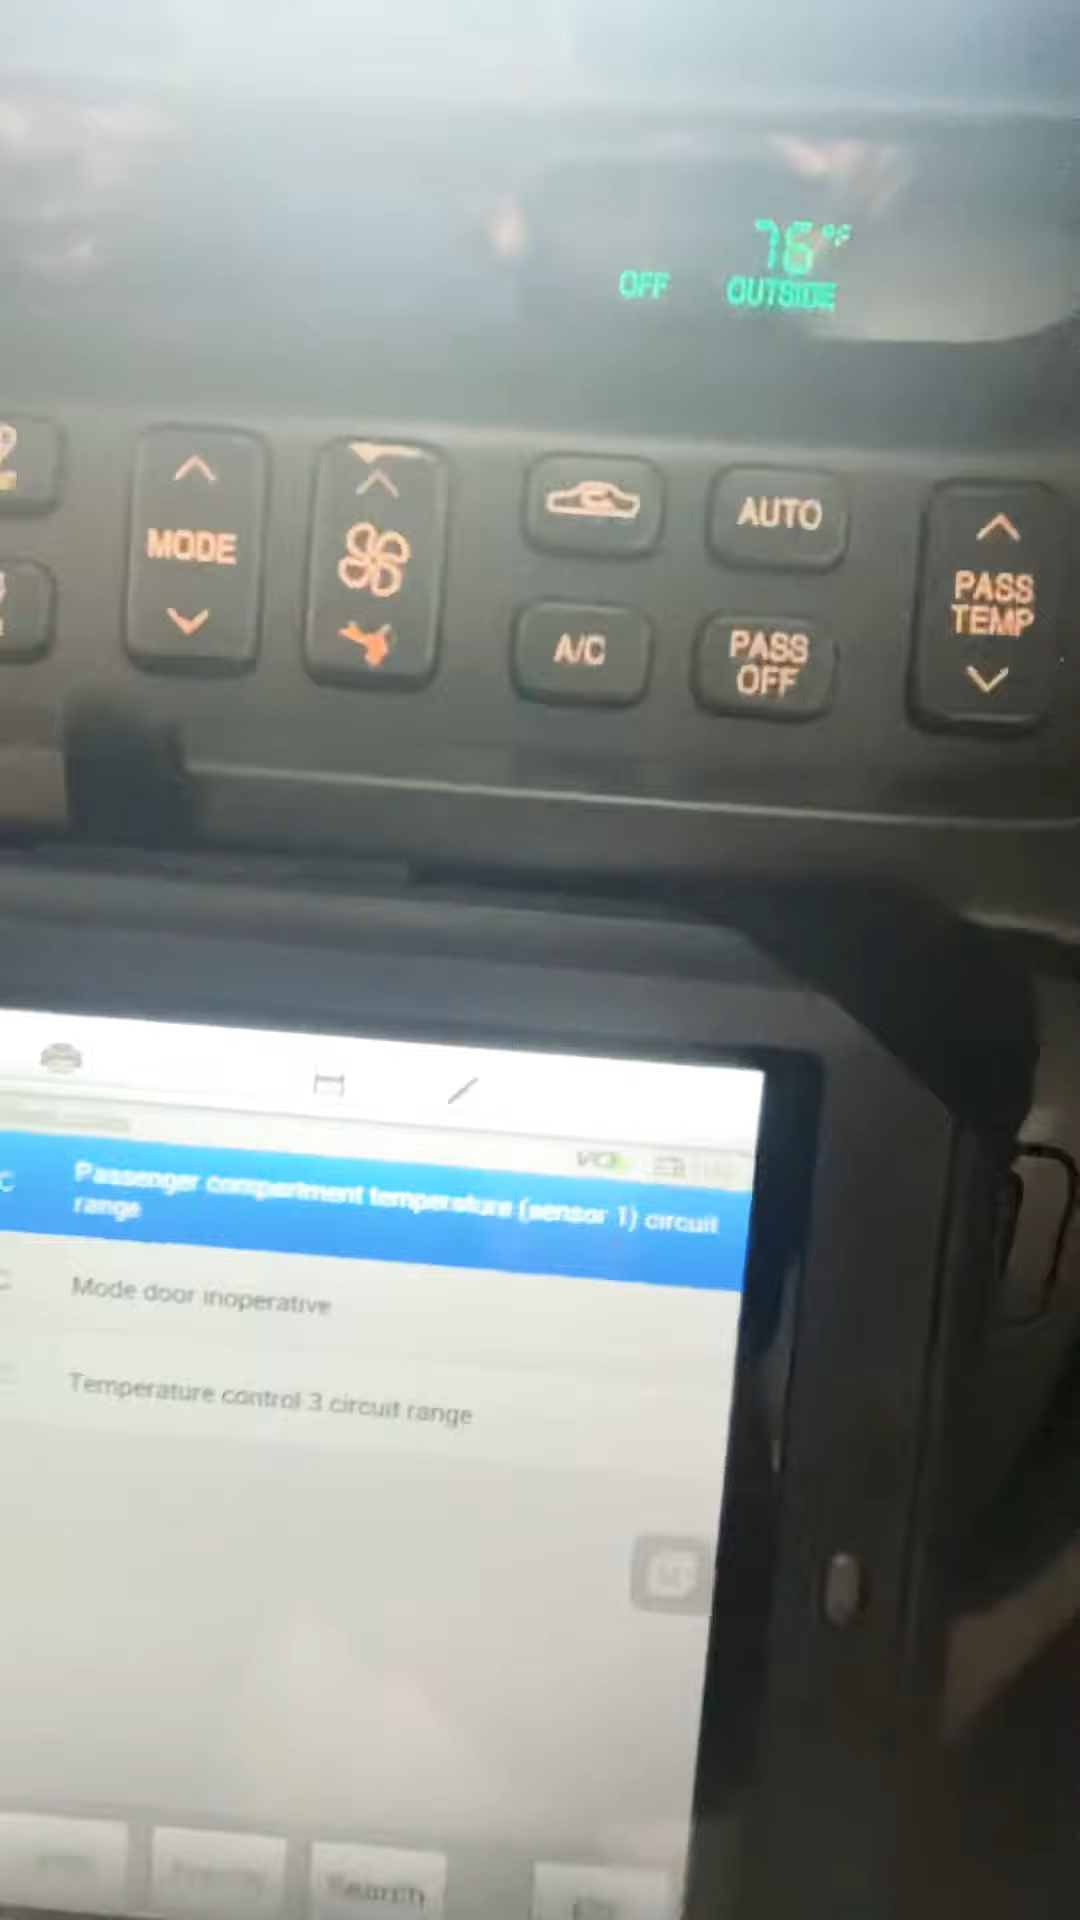 76°F
OFF OUTSIDE
MODE
AUTO
PASS
TEMP
A/C
PASS
OFF
VCI
C Passenger compartment temperature (sensor 1) circuit
range
Mode door inoperative
Temperature control 3 circuit range
Search